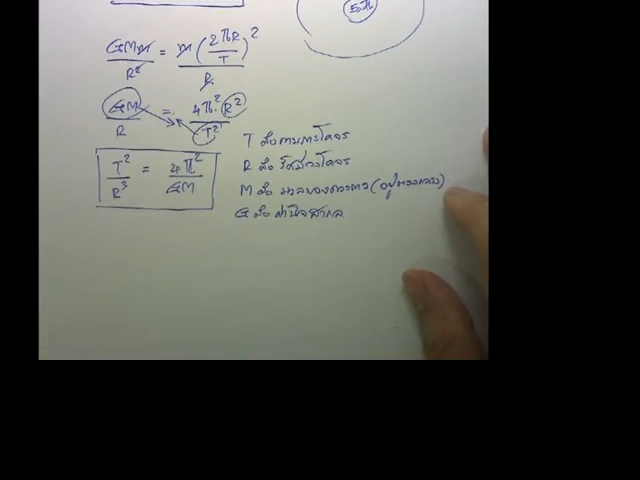 Earth
GMm/R² = m(2πR/T)²/R
GM/R = 4π²R²/T²
T²/R³ = 4π²/GM
T คือ คาบการโคจร
R คือ รัศมีวงโคจร
M คือ มวลของดวงดาว (อยู่ตรงกลาง)
G คือ ค่านิจสากล